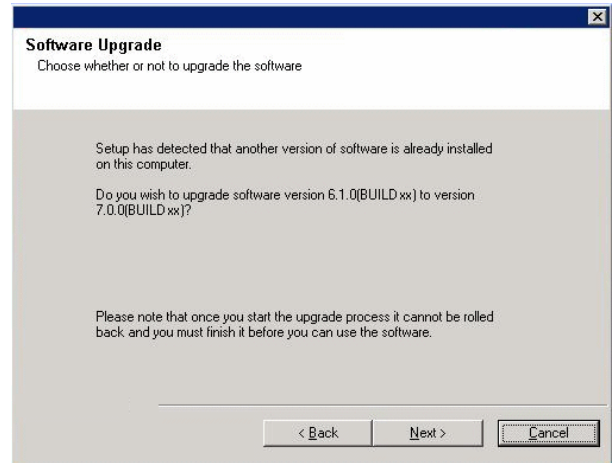 Software Upgrade
Choose whether or not to upgrade the software
Setup has detected that another version of software is already installed
on this computer.
Do you wish to upgrade software version 6.1.0(BUILD xx) to version
7.0.0(BUILD xx)?
Please note that once you start the upgrade process it cannot be rolled
back and you must finish it before you can use the software.
< Back Next > Cancel